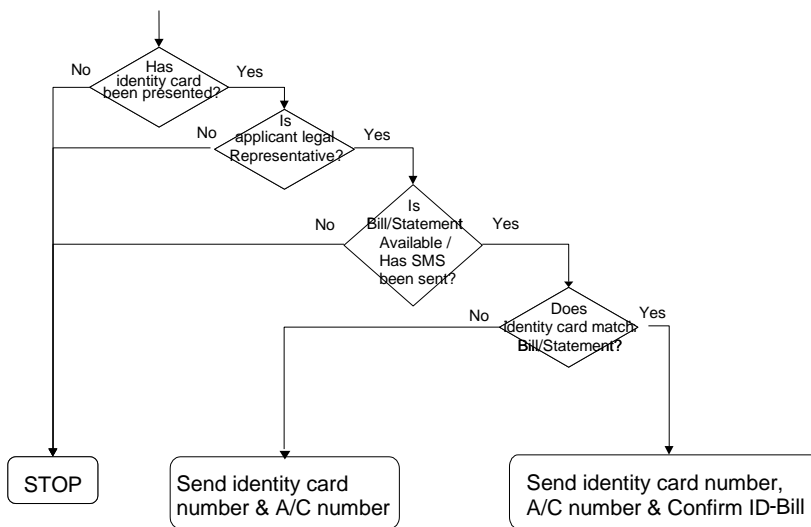 No
Has
identity card
been presented?
Yes
No
Is
applicant legal
Representative?
Yes
No
Is
Bill/Statement
Available /
Has SMS
been sent?
Yes
No
Does
identity card match
Bill/Statement?
Yes
STOP
Send identity card
number & A/C number
Send identity card number,
A/C number & Confirm ID-Bill